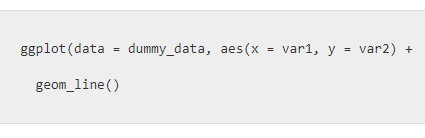 ggplot(data = dummy_data, aes(x = var1, y = var2) +
geom_line()